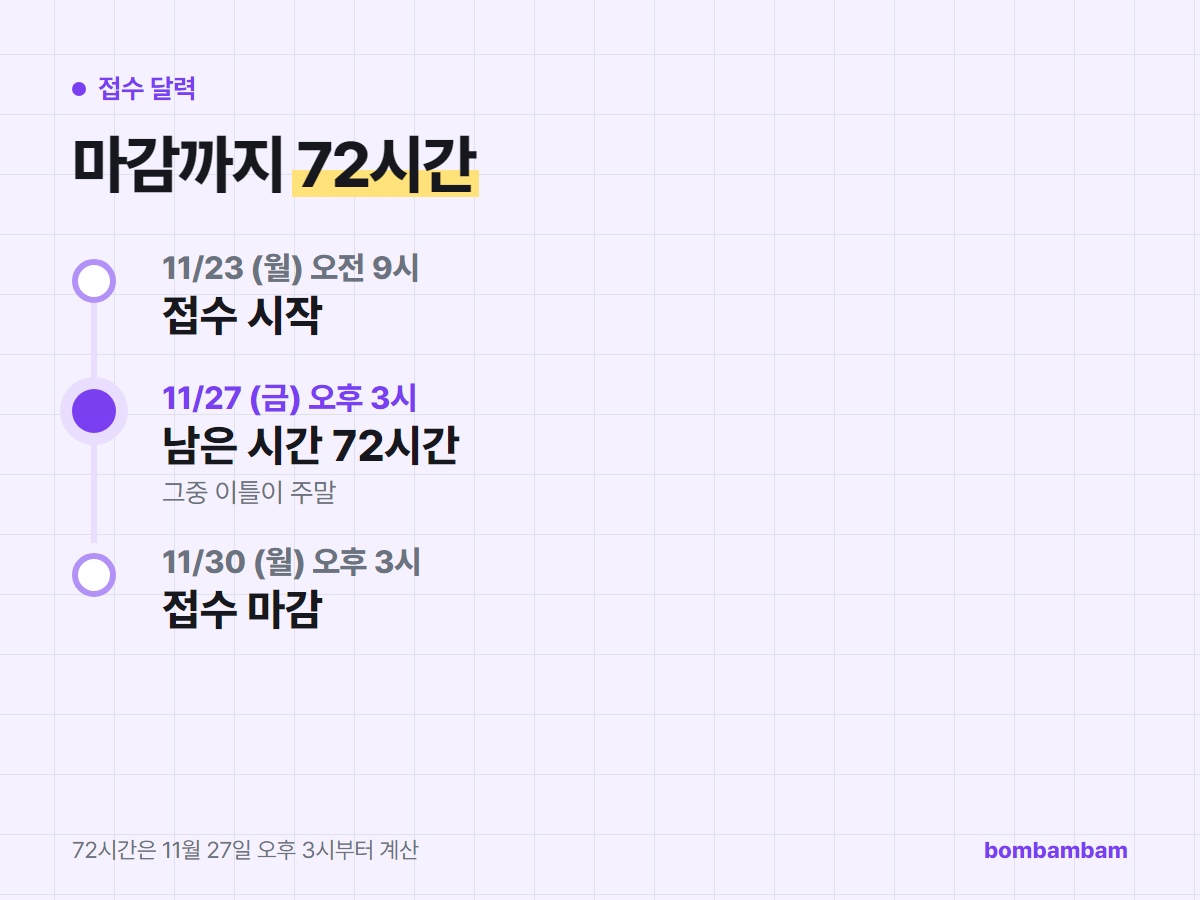 접수 달력
마감까지 72시간
11/23 (월) 오전 9시
접수 시작
11/27 (금) 오후 3시
남은 시간 72시간
그중 이틀이 주말
11/30 (월) 오후 3시
접수 마감
72시간은 11월 27일 오후 3시부터 계산
bombambam